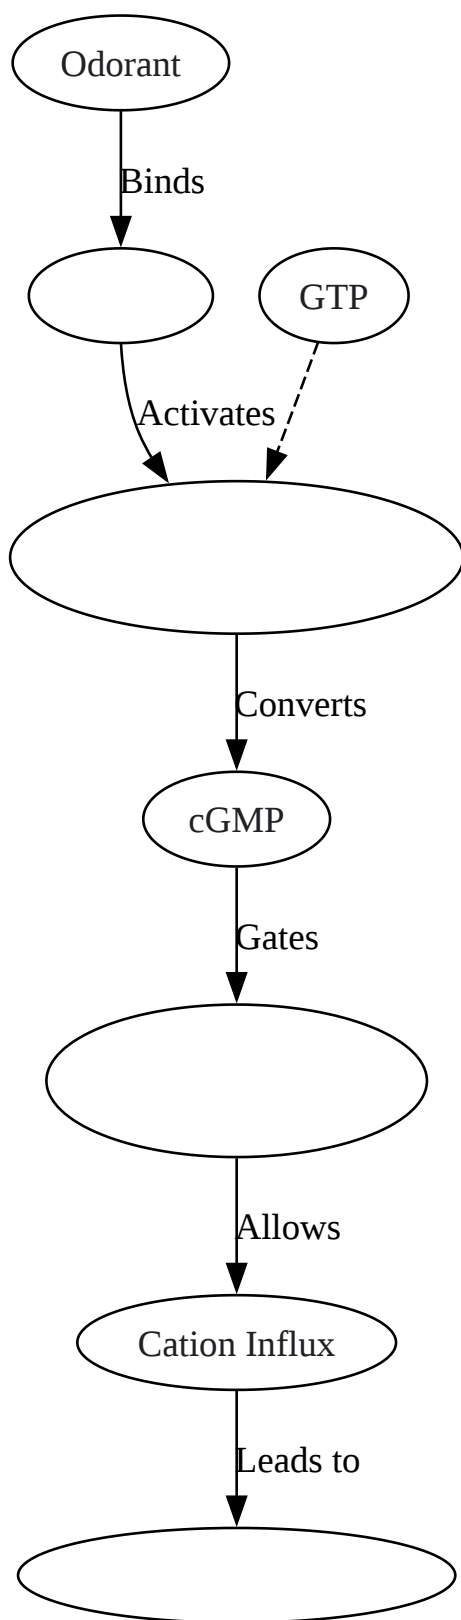 Odorant
Binds
GTP
Activates
Converts
cGMP
Gates
Allows
Cation Influx
Leads to